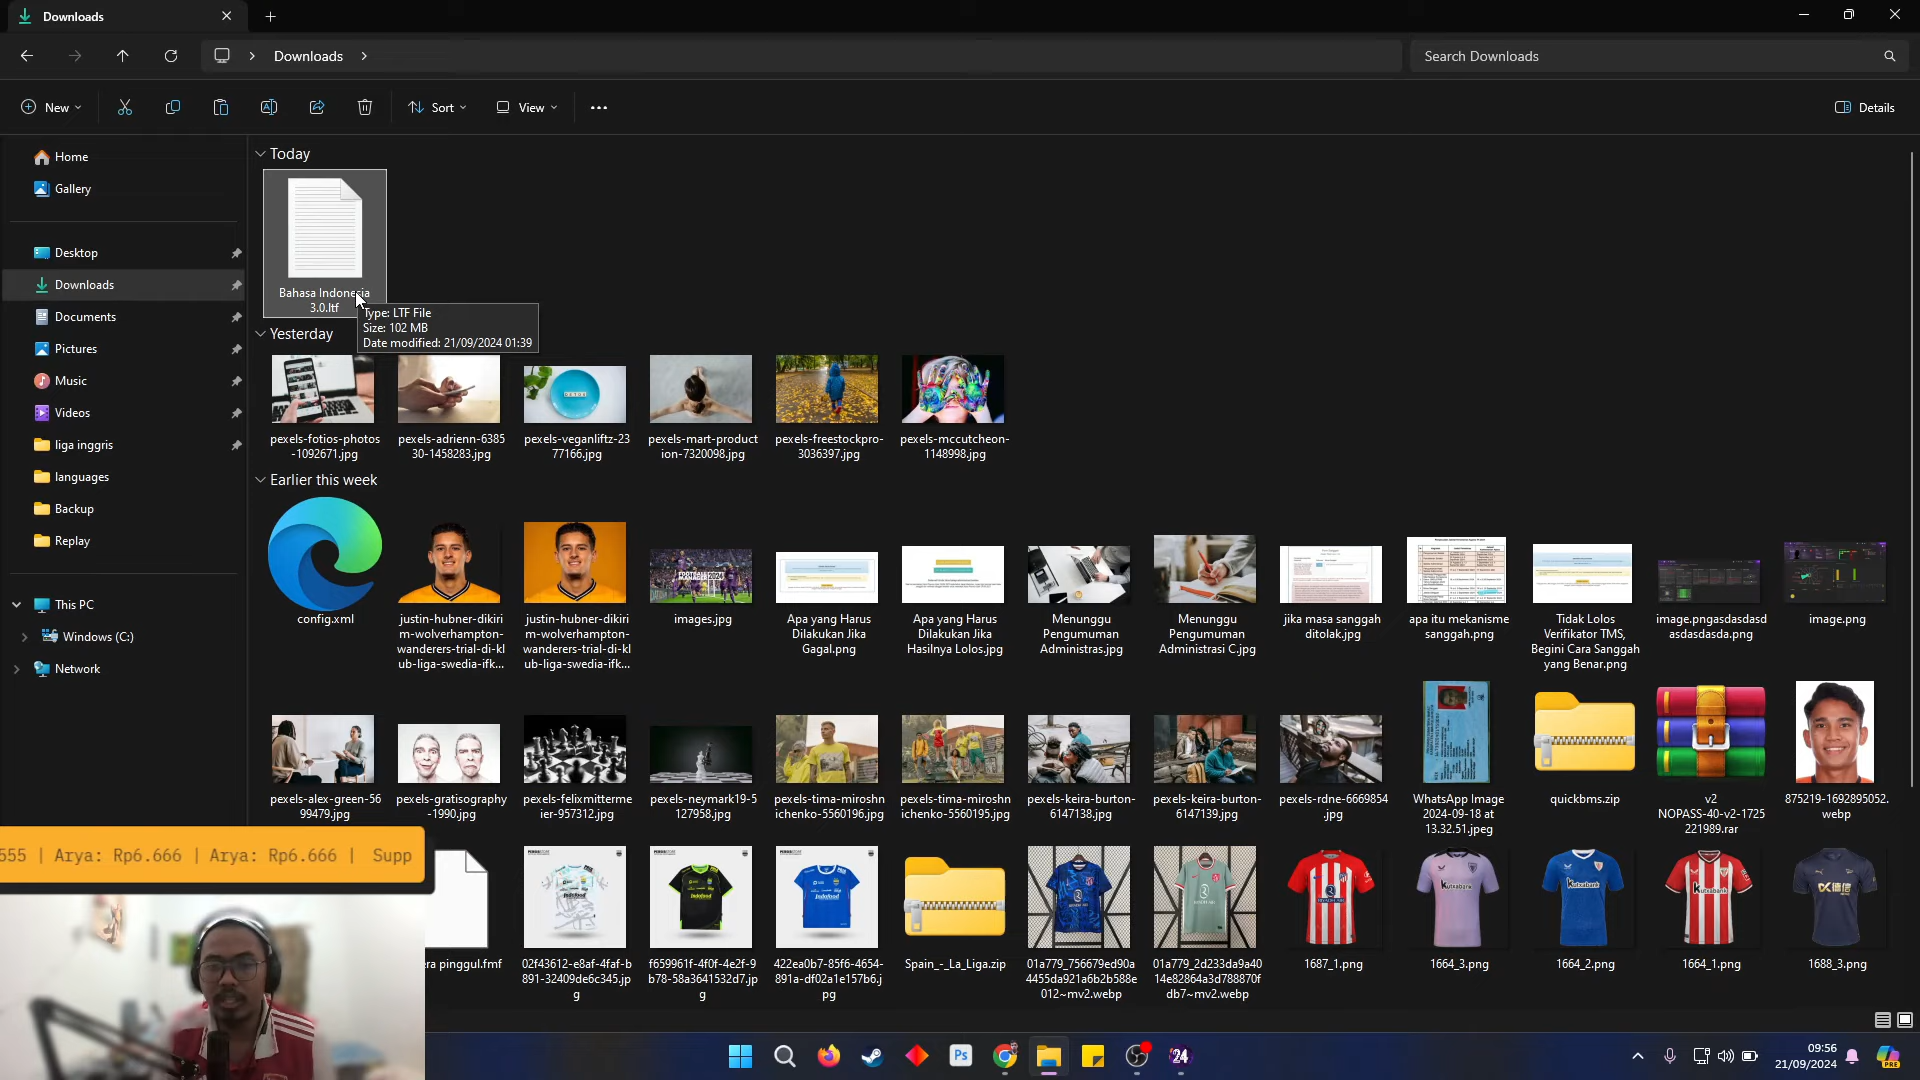 Downloads
Downloads
Search Downloads
New
Sort
View
Details
Home
Gallery
Desktop
Downloads
Documents
Pictures
Music
Videos
liga inggris
languages
Backup
Replay
This PC
Windows (C:)
Network
Today
Bahasa Indonesia
3.0.ltf
Type: LTF File
Size: 102 MB
Date modified: 21/09/2024 01:39
Yesterday
pexels-fotios-photos
-1092671.jpg
pexels-adrienn-6385
30-1458283.jpg
pexels-veganliftz-23
77166.jpg
pexels-mart-product
ion-7320098.jpg
pexels-freestockpro-
3036397.jpg
pexels-mccutcheon-
1148998.jpg
Earlier this week
config.xml
justin-hubner-dikiri
m-wolverhampton-
wanderers-trial-di-kl
ub-liga-swedia-ifk...
justin-hubner-dikiri
m-wolverhampton-
wanderers-trial-di-kl
ub-liga-swedia-ifk...
images.jpg
Apa yang Harus
Dilakukan Jika
Gagal.png
Apa yang Harus
Dilakukan Jika
Hasilnya Lolos.jpg
Menunggu
Pengumuman
Administras.jpg
Menunggu
Pengumuman
Administrasi C.jpg
jika masa sanggah
ditolak.jpg
apa itu mekanisme
sanggah.png
Tidak Lolos
Verifikator TMS,
Begini Cara Sanggah
yang Benar.png
image.pngasdasdasd
asdasdasda.png
image.png
pexels-alex-green-56
99479.jpg
pexels-gratisography
-1990.jpg
pexels-felixmitterme
ier-957312.jpg
pexels-neymark19-5
127958.jpg
pexels-tima-miroshn
ichenko-5560196.jpg
pexels-tima-miroshn
ichenko-5560195.jpg
pexels-keira-burton-
6147138.jpg
pexels-keira-burton-
6147139.jpg
pexels-rdne-6669854
.jpg
WhatsApp Image
2024-09-18 at
13.32.51.jpeg
quickbms.zip
v2
NOPASS-40-v2-1725
221989.rar
875219-1692895052.
webp
555 | Arya: Rp6.666 | Arya: Rp6.666 | Supp
era pinggul.fmf
02f43612-e8af-4faf-b
891-32409de6c345.jp
g
f659961f-4f0f-4e2f-9
b78-58a3641532d7.jp
g
422ea0b7-85f6-4654-
891a-df02a1e157b6.j
pg
Spain_-_La_Liga.zip
01a779_756679ed90a
4455da921a6b2b588e
012~mv2.webp
01a779_2d233da9a40
14e82864a3d788870f
db7~mv2.webp
1687_1.png
1664_3.png
1664_2.png
1664_1.png
1688_3.png
Ps
24
09:56
21/09/2024
PRE